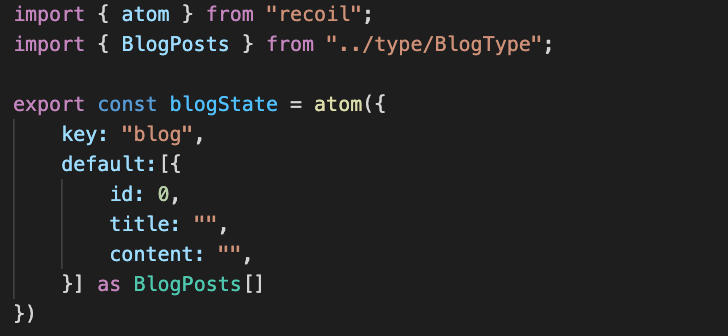 import { atom } from "recoil";
import { BlogPosts } from "../type/BlogType";

export const blogState = atom({
    key: "blog",
    default:[{
        id: 0,
        title: "",
        content: "",
    }] as BlogPosts[]
})